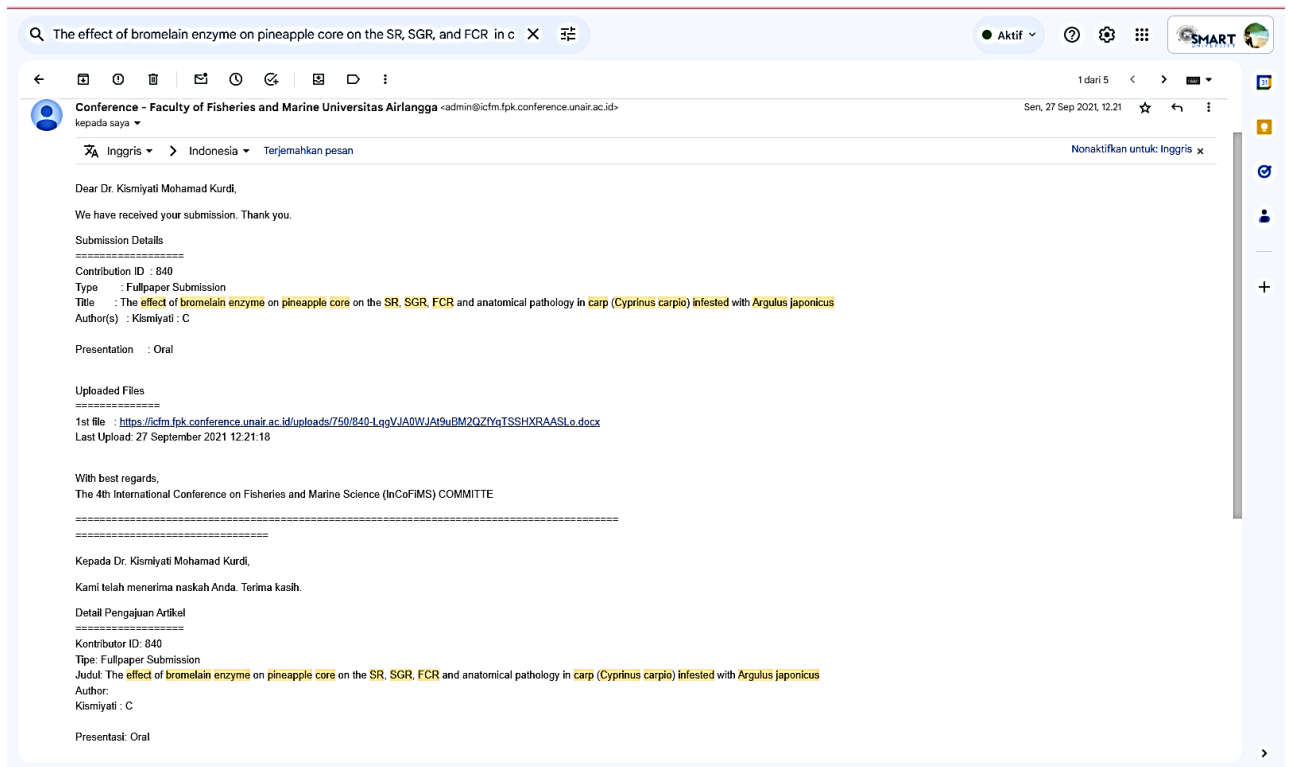 The effect of bromelain enzyme on pineapple core on the SR, SGR, and FCR in c
Aktif
SMART
UNIVERSITY
1 dari 5
Conference - Faculty of Fisheries and Marine Universitas Airlangga <admin@icfm.fpk.conference.unair.ac.id>
Sen, 27 Sep 2021, 12.21
kepada saya
Inggris > Indonesia Terjemahkan pesan
Nonaktifkan untuk: Inggris x
Dear Dr. Kismiyati Mohamad Kurdi,
We have received your submission. Thank you.
Submission Details
==================
Contribution ID : 840
Type : Fullpaper Submission
Title : The effect of bromelain enzyme on pineapple core on the SR, SGR, FCR and anatomical pathology in carp (Cyprinus carpio) infested with Argulus japonicus
Author(s) : Kismiyati : C
Presentation : Oral
Uploaded Files
==============
1st file : https://icfm.fpk.conference.unair.ac.id/uploads/750/840-LqgVJA0WJAt9uBM2QZfYqTSSHXRAASLo.docx
Last Upload: 27 September 2021 12:21:18
With best regards,
The 4th International Conference on Fisheries and Marine Science (InCoFiMS) COMMITTE
==========================================================================================
================================
Kepada Dr. Kismiyati Mohamad Kurdi,
Kami telah menerima naskah Anda. Terima kasih.
Detail Pengajuan Artikel
==================
Kontributor ID: 840
Tipe: Fullpaper Submission
Judul: The effect of bromelain enzyme on pineapple core on the SR, SGR, FCR and anatomical pathology in carp (Cyprinus carpio) infested with Argulus japonicus
Author:
Kismiyati : C
Presentasi: Oral